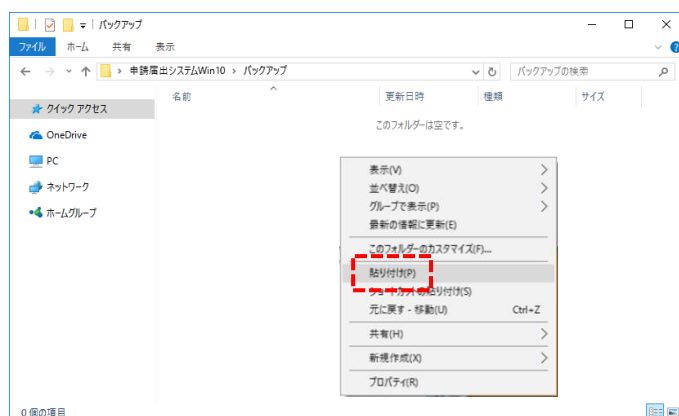 バックアップ
ファイル ホーム 共有 表示
申請届出システムWin10 › バックアップ バックアップの検索
名前 更新日時 種類 サイズ
このフォルダーは空です。
クイック アクセス
OneDrive
PC
ネットワーク
ホームグループ
表示(V)
並べ替え(O)
グループで表示(P)
最新の情報に更新(E)
このフォルダーのカスタマイズ(F)...
貼り付け(P)
ショートカットの貼り付け(S)
元に戻す - 移動(U) Ctrl+Z
共有(H)
新規作成(X)
プロパティ(R)
0 個の項目